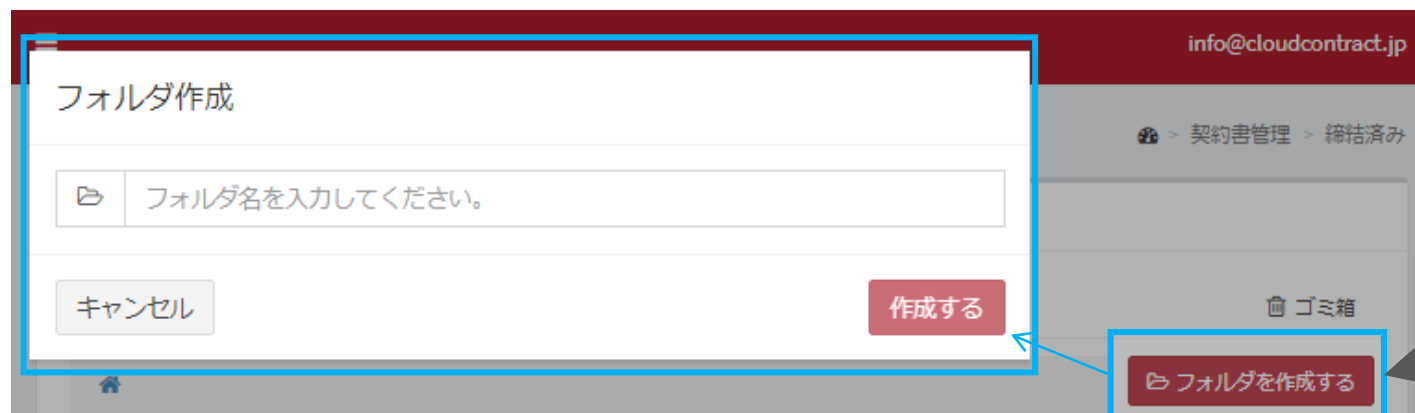 info@cloudcontract.jp
フォルダ作成
> 契約書管理 > 締結済み
フォルダ名を入力してください。
キャンセル
作成する
ゴミ箱
フォルダを作成する